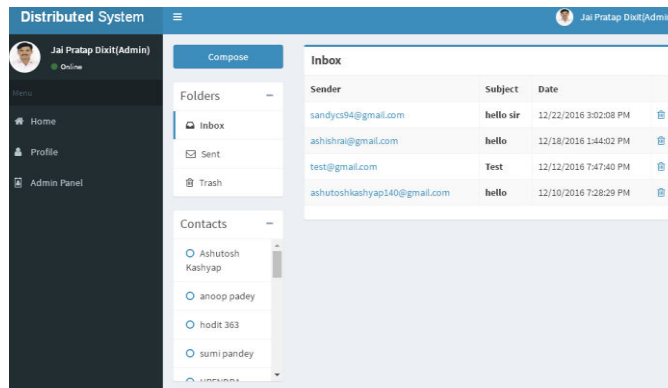 Distributed System
Jai Pratap Dixit(Admin
Jai Pratap Dixit(Admin)
Online
Menu
Home
Profile
Admin Panel
Compose
Folders
Inbox
Sent
Trash
Contacts
Ashutosh
Kashyap
anoop padey
hodit 363
sumi pandey
Inbox
Sender Subject Date
sandycs94@gmail.com hello sir 12/22/2016 3:02:08 PM
ashishrai@gmail.com hello 12/18/2016 1:44:02 PM
test@gmail.com Test 12/12/2016 7:47:40 PM
ashutoshkashyap140@gmail.com hello 12/10/2016 7:28:29 PM